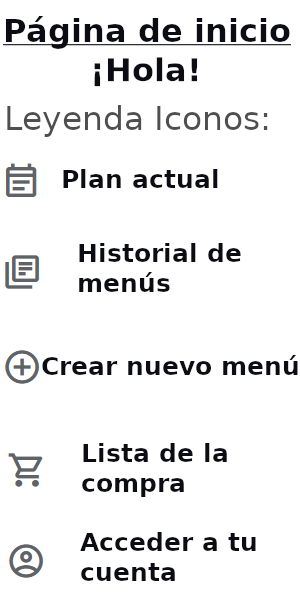 Página de inicio
¡Hola!
Leyenda Iconos:
Plan actual
Historial de
menús
Crear nuevo menú
Lista de la
compra
Acceder a tu
cuenta